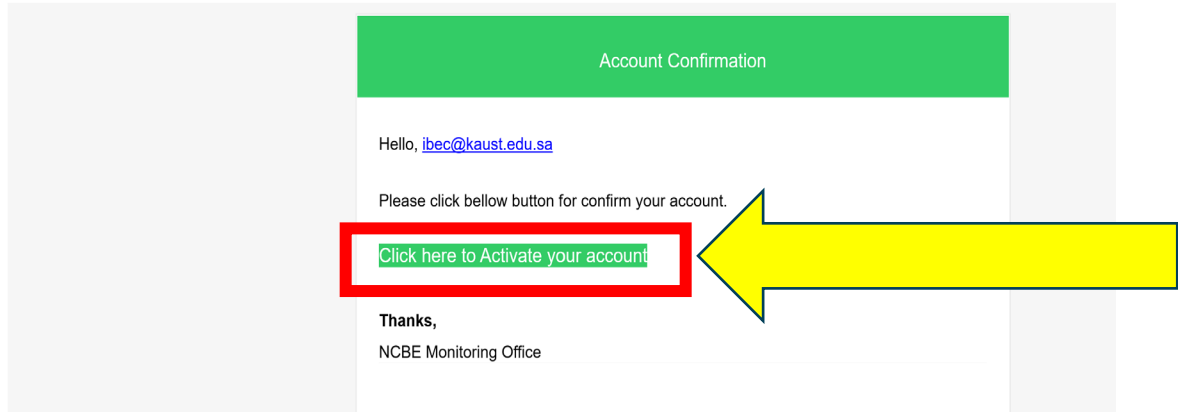 Account Confirmation
Hello, ibec@kaust.edu.sa
Please click bellow button for confirm your account.
Click here to Activate your account
Thanks,
NCBE Monitoring Office